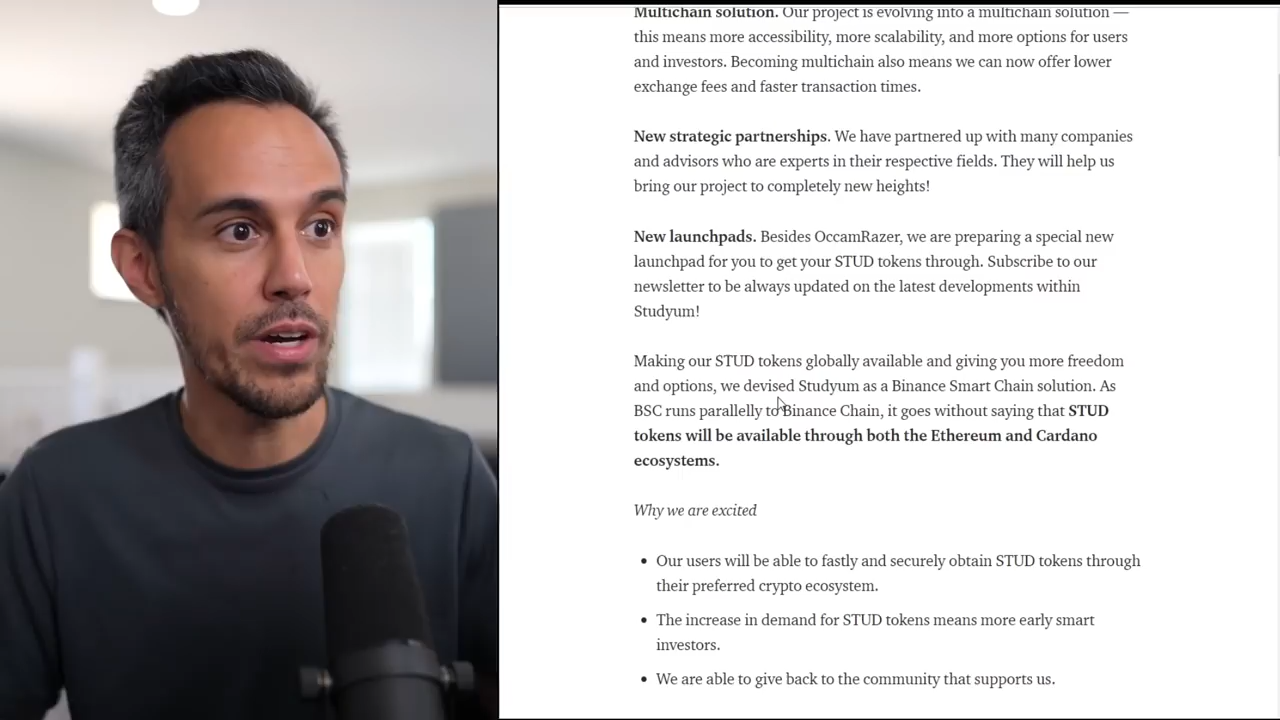 Multichain solution. Our project is evolving into a multichain solution —
this means more accessibility, more scalability, and more options for users
and investors. Becoming multichain also means we can now offer lower
exchange fees and faster transaction times.
New strategic partnerships. We have partnered up with many companies
and advisors who are experts in their respective fields. They will help us
bring our project to completely new heights!
New launchpads. Besides OccamRazer, we are preparing a special new
launchpad for you to get your STUD tokens through. Subscribe to our
newsletter to be always updated on the latest developments within
Studyum!
Making our STUD tokens globally available and giving you more freedom
and options, we devised Studyum as a Binance Smart Chain solution. As
BSC runs parallelly to Binance Chain, it goes without saying that STUD
tokens will be available through both the Ethereum and Cardano
ecosystems.
Why we are excited
• Our users will be able to fastly and securely obtain STUD tokens through
their preferred crypto ecosystem.
• The increase in demand for STUD tokens means more early smart
investors.
• We are able to give back to the community that supports us.